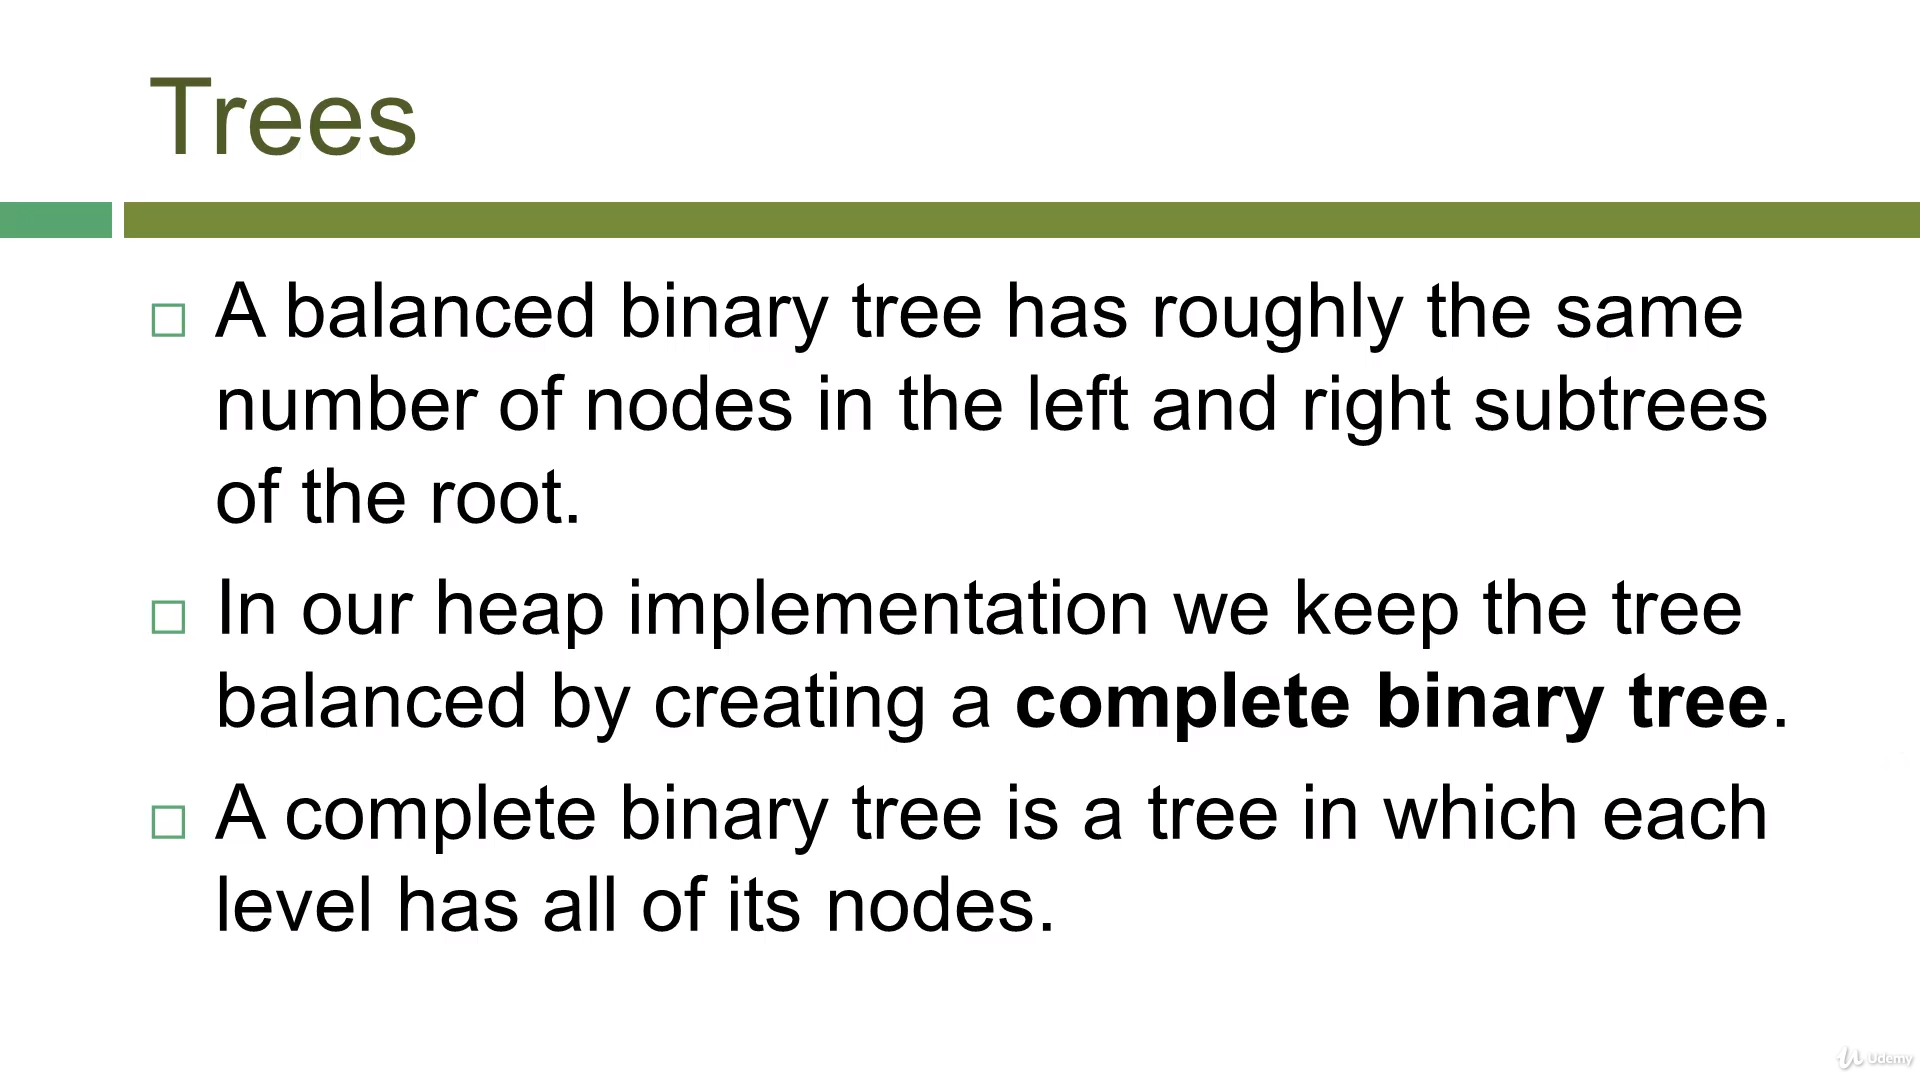 Trees
A balanced binary tree has roughly the same
number of nodes in the left and right subtrees
of the root.
In our heap implementation we keep the tree
balanced by creating a complete binary tree.
A complete binary tree is a tree in which each
level has all of its nodes.
Udemy